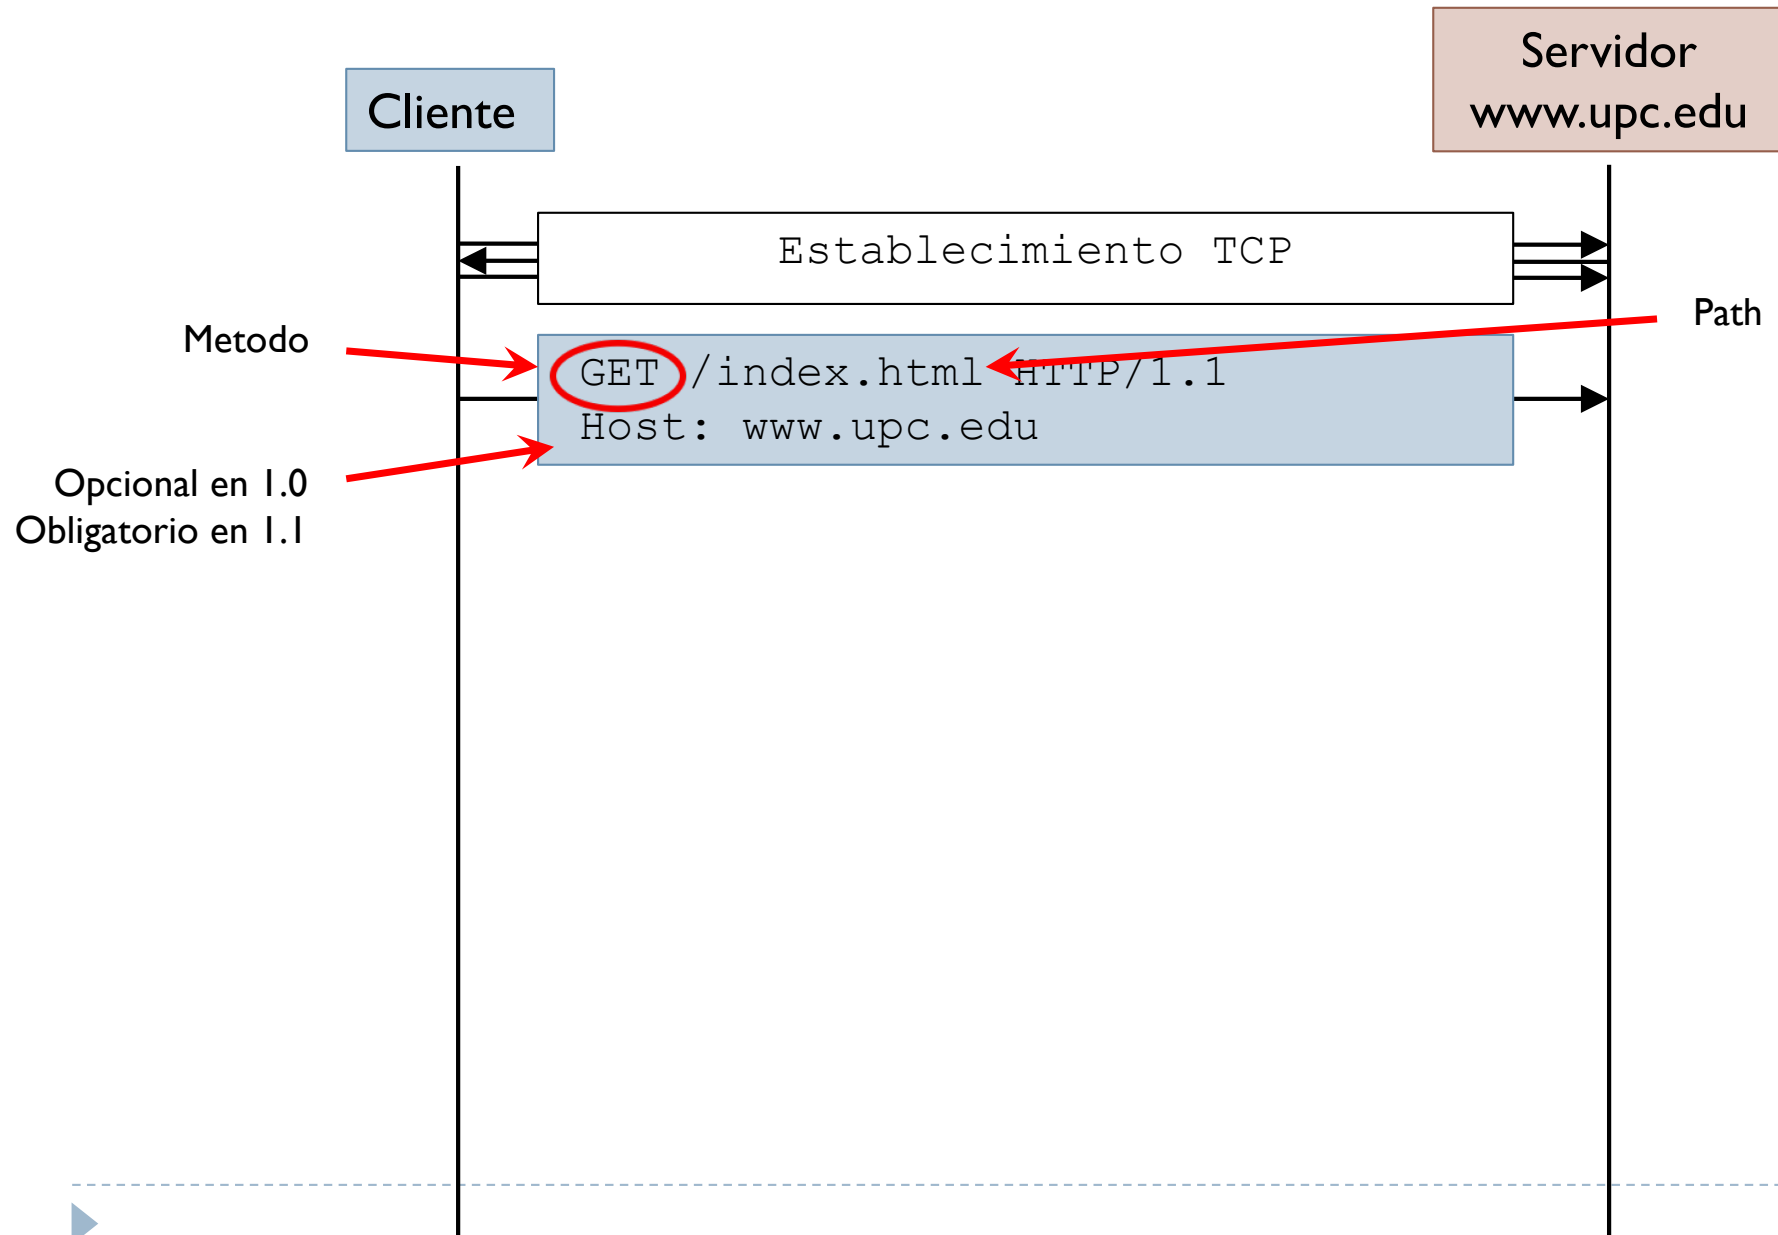 Servidor
www.upc.edu
Cliente
Establecimiento TCP
Path
Metodo
GET /index.html HTTP/1.1
Host: www.upc.edu
Opcional en 1.0
Obligatorio en 1.1